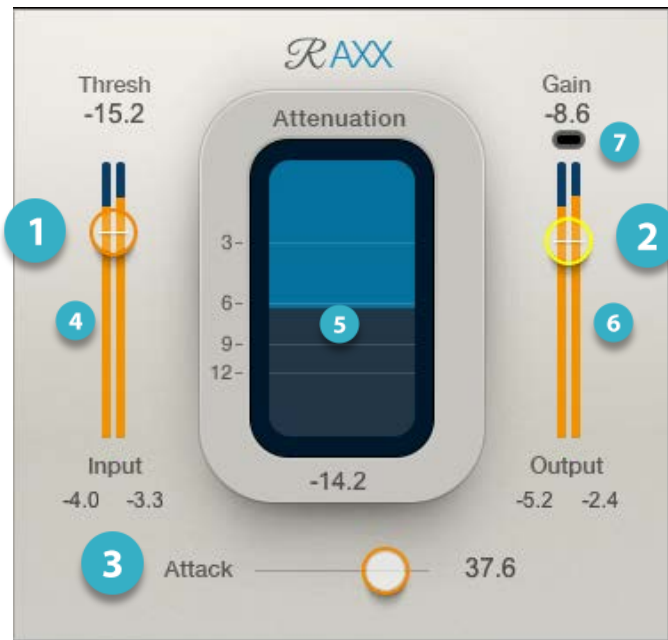 R AXX
Thresh
-15.2
Gain
-8.6
7
Attenuation
1
2
3-
4
6-
5
6
9-
12-
Input
-4.0 -3.3
-14.2
Output
-5.2 -2.4
3
Attack
37.6